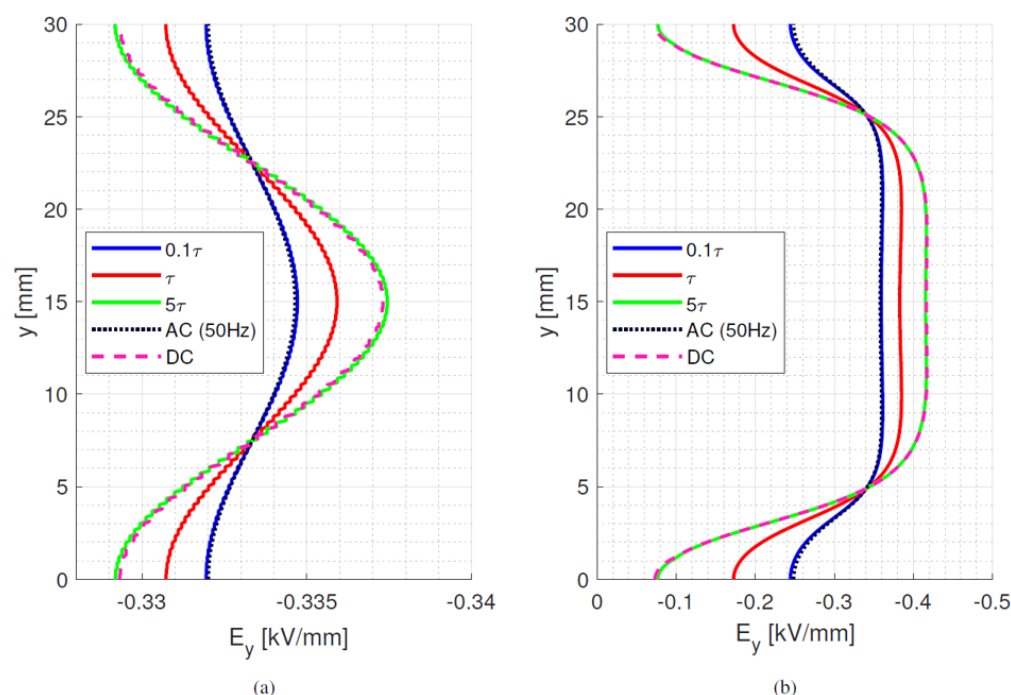 30
25
20
15
10
5
0
y [mm]
0.1τ
τ
5τ
AC (50Hz)
DC
-0.33
-0.335
-0.34
E_y [kV/mm]
(a)
30
25
20
15
10
5
0
y [mm]
0.1τ
τ
5τ
AC (50Hz)
DC
0
-0.1
-0.2
-0.3
-0.4
-0.5
E_y [kV/mm]
(b)